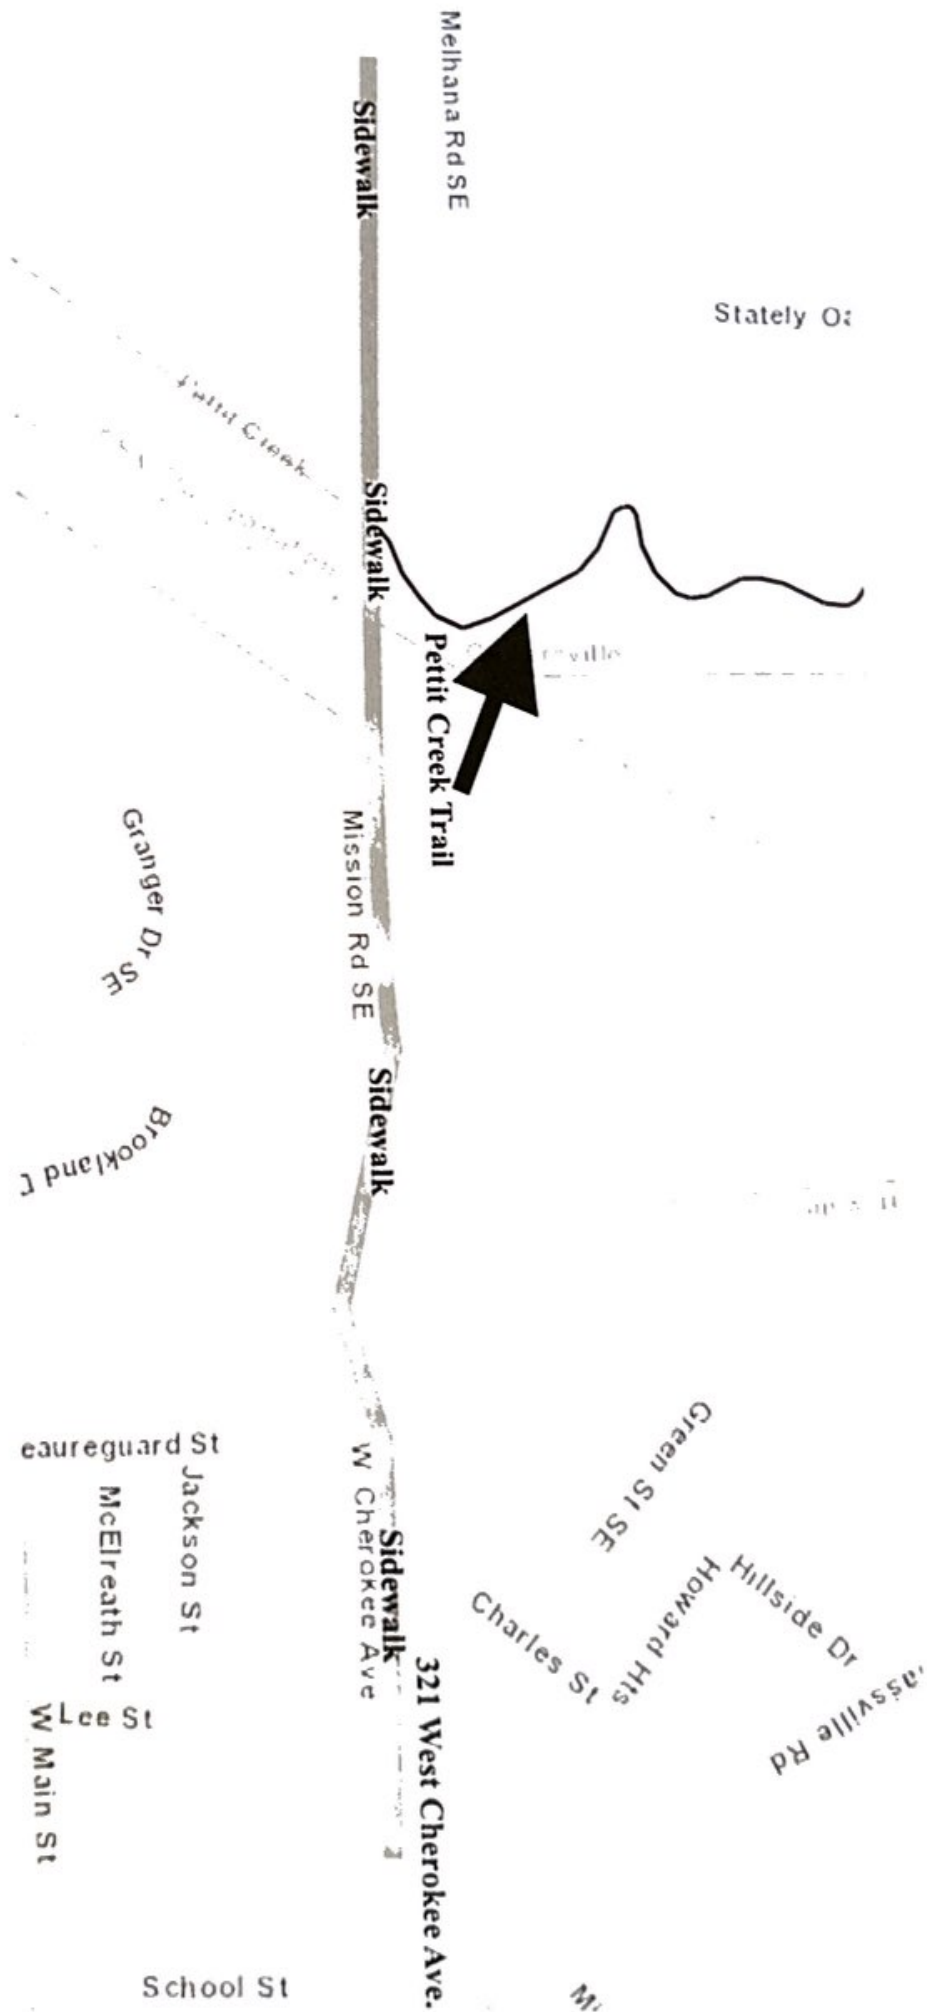 Melhana Rd SE
Sidewalk
Stately Oa
Creek
Sidewalk
Pettit Creek Trail
Mission Rd SE
Granger Dr SE
Sidewalk
Brookland D
Green St SE
eauregard St
Jackson St
McElreath St
W Cherokee Ave
Sidewalk
Hillside Dr
Howard Hts
Charles St
321 West Cherokee Ave.
assville Rd
Lee St
W Main St
School St